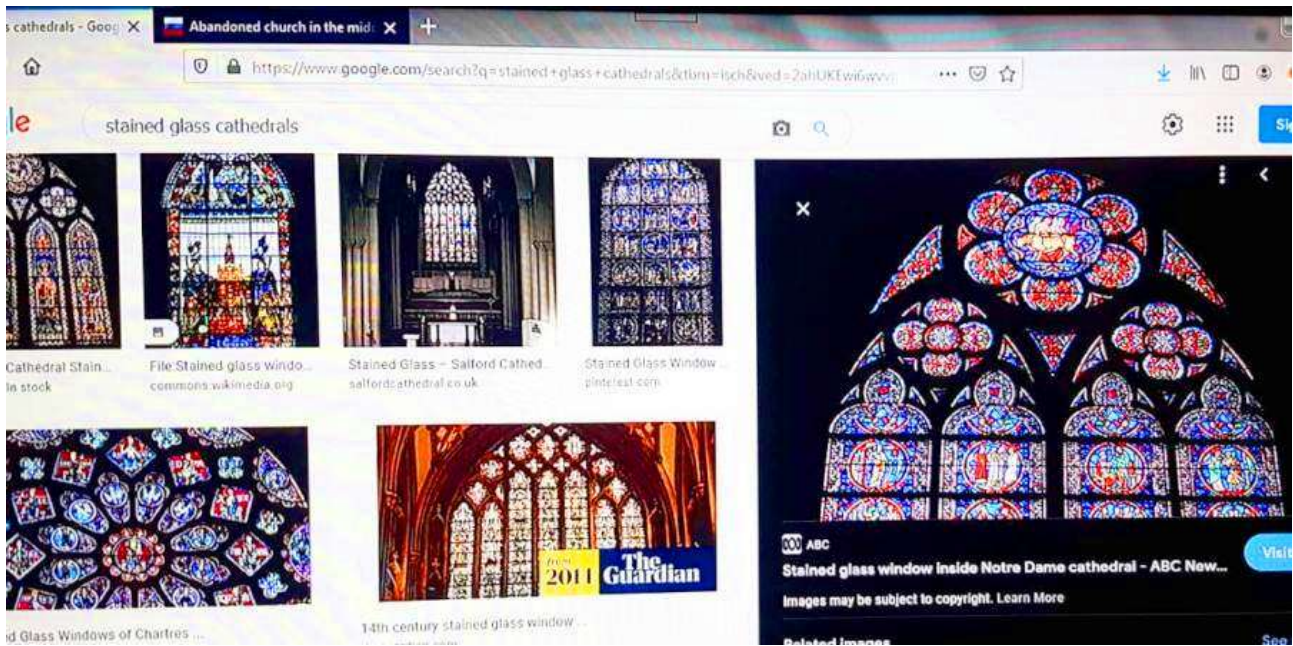 s cathedrals - Goog
Abandoned church in the mid
https://www.google.com/search?q=stained+glass+cathedrals&tbm=isch&ved=2ahUKEwi6wvv
le
stained glass cathedrals
Sig
Cathedral Stain...
In stock
File Stained glass windo...
commons.wikimedia.org
Stained Glass – Salford Cathed...
salfordcathedral.co.uk
Stained Glass Window ...
pinterest.com
ABC
Stained glass window inside Notre Dame cathedral - ABC New...
Visit
Images may be subject to copyright. Learn More
Related images
See
from
2011
The
Guardian
d Glass Windows of Chartres ...
14th century stained glass window ...